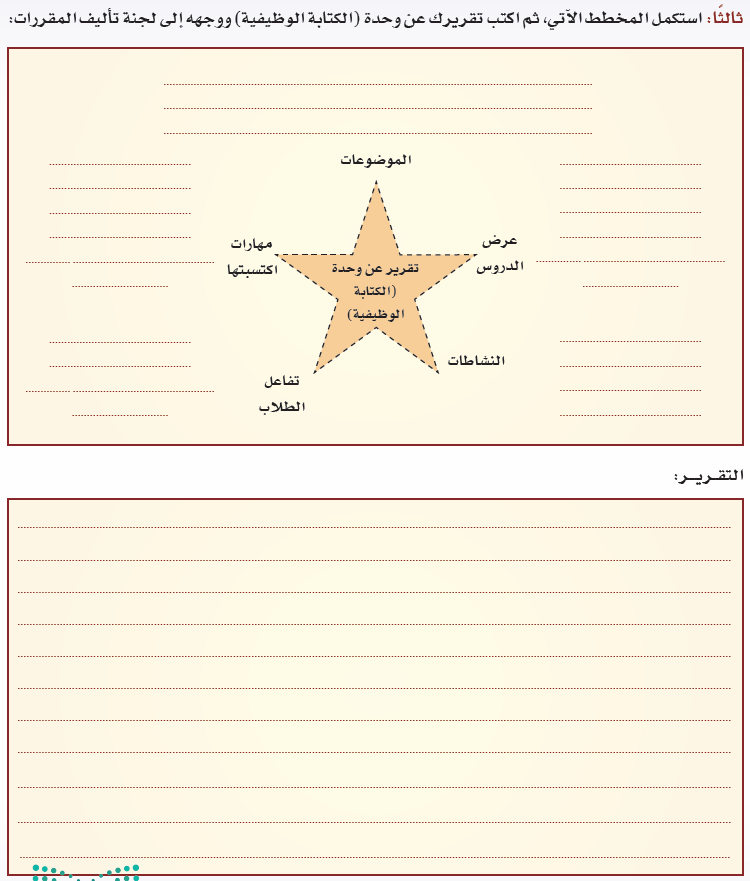 ثالثًا: استكمل المخطط الآتي، ثم اكتب تقريرك عن وحدة (الكتابة الوظيفية) ووجهه إلى لجنة تأليف المقررات:
الموضوعات
عرض
الدروس
مهارات
اكتسبتها
تقرير عن وحدة
(الكتابة
الوظيفية)
النشاطات
تفاعل
الطلاب
التقـريـر: